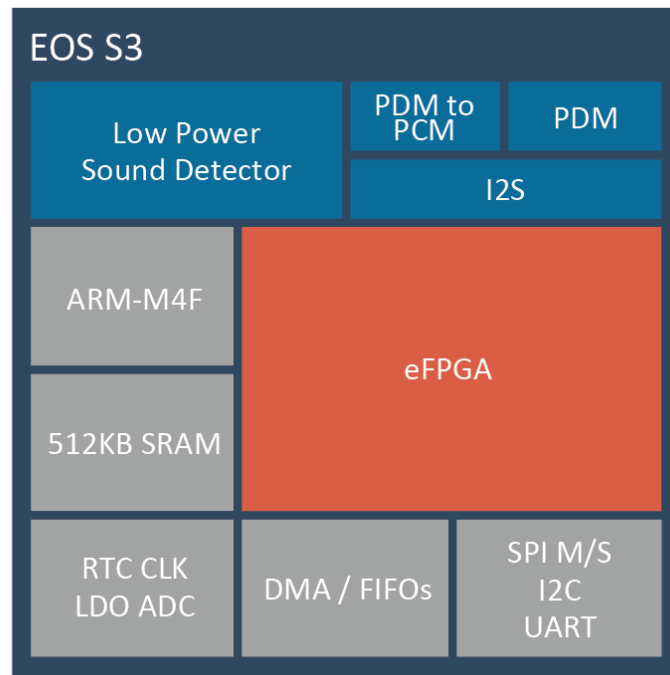 EOS S3
Low Power
Sound Detector
PDM to
PCM
PDM
I2S
ARM-M4F
eFPGA
512KB SRAM
RTC CLK
LDO ADC
DMA / FIFOs
SPI M/S
I2C
UART